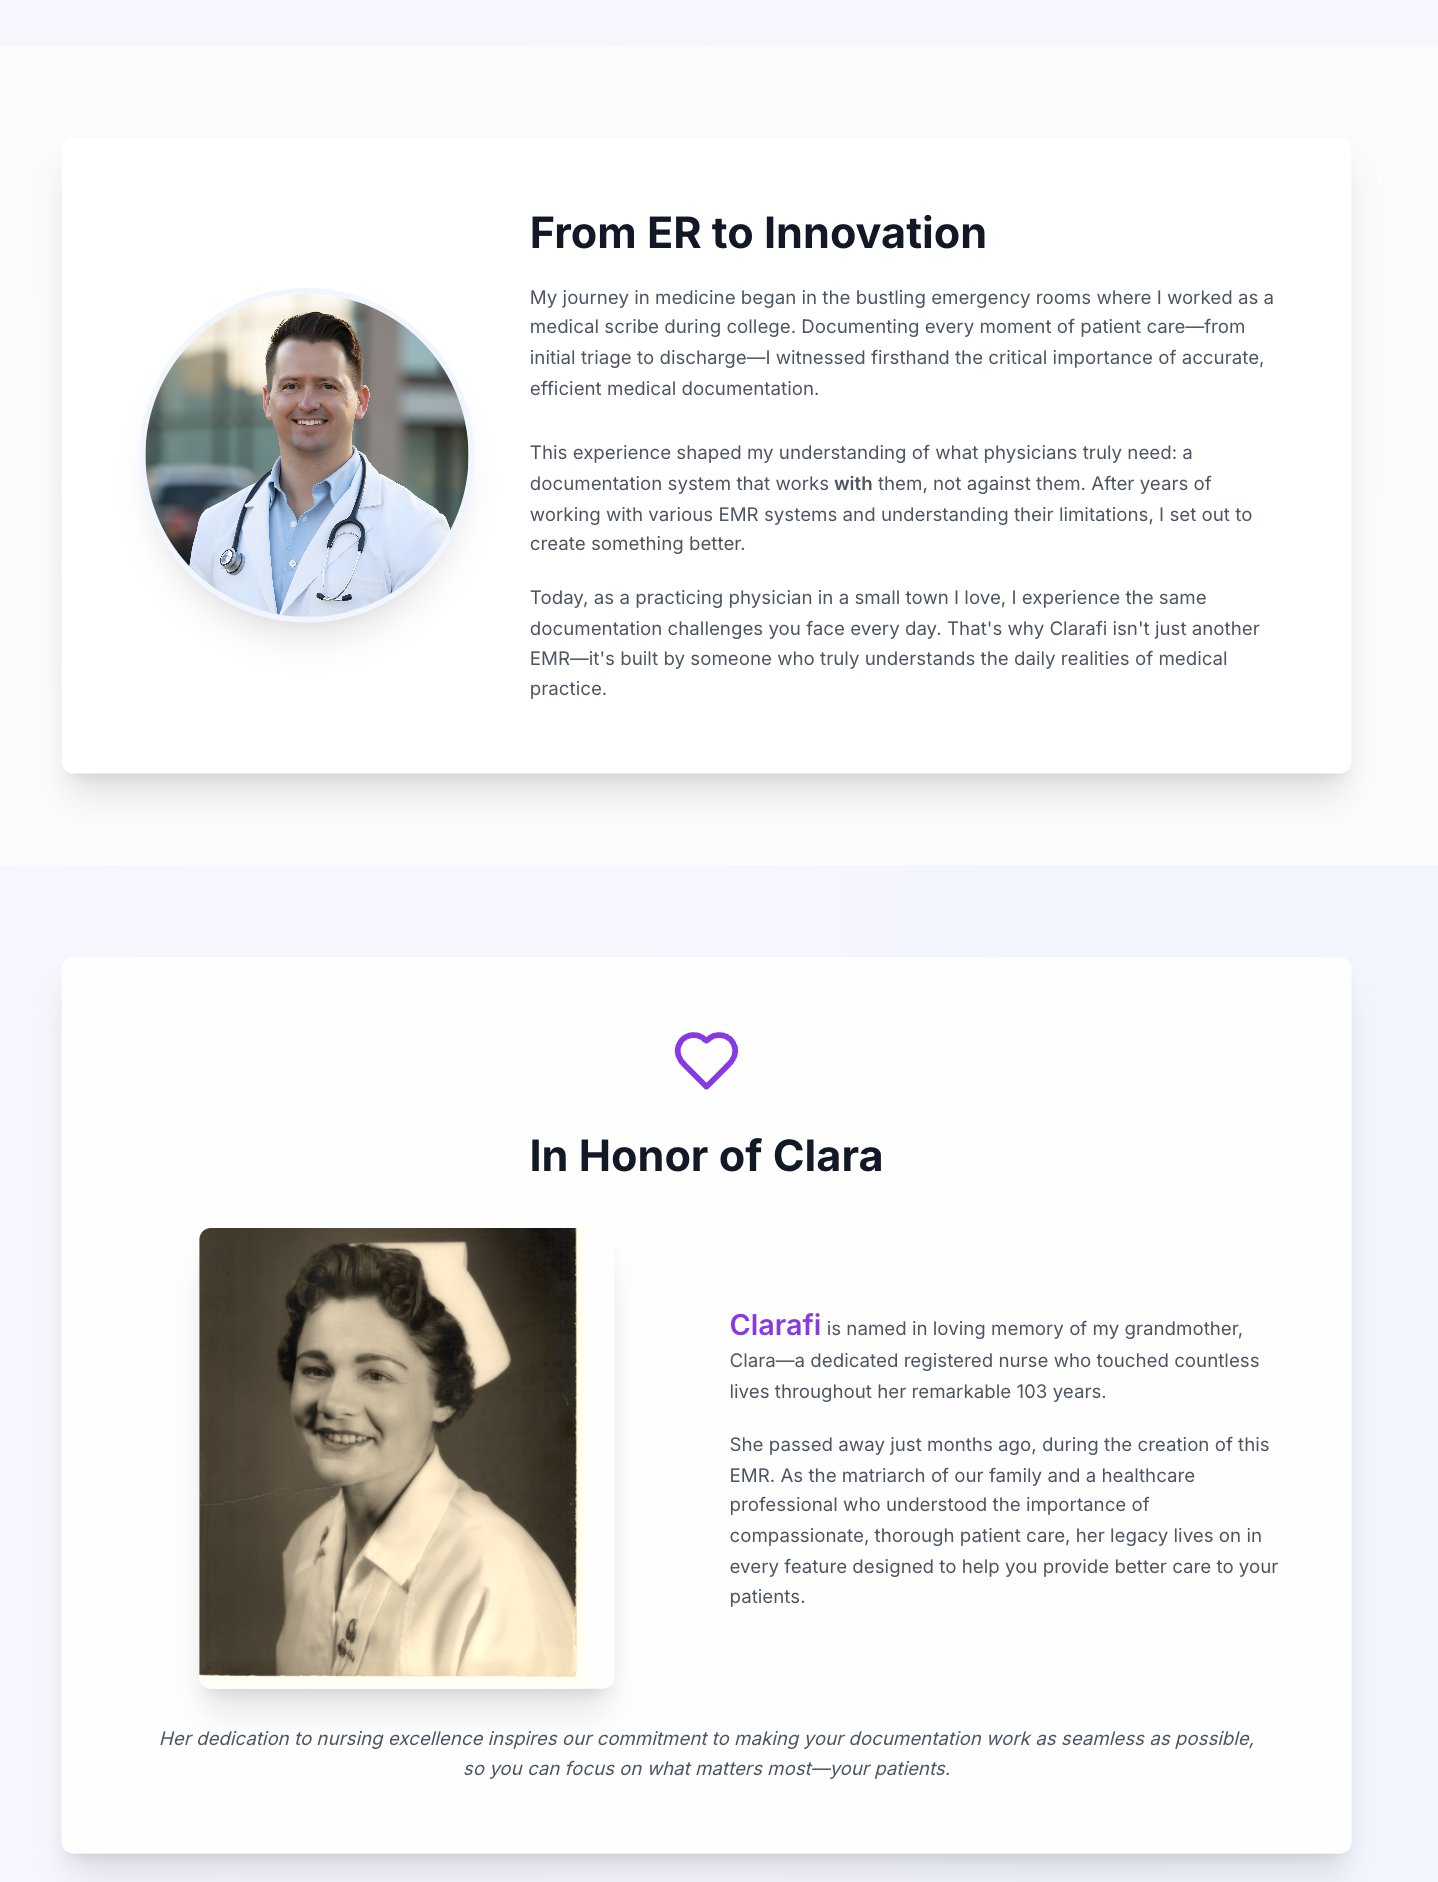 From ER to Innovation
My journey in medicine began in the bustling emergency rooms where I worked as a
medical scribe during college. Documenting every moment of patient care—from
initial triage to discharge—I witnessed firsthand the critical importance of accurate,
efficient medical documentation.
This experience shaped my understanding of what physicians truly need: a
documentation system that works with them, not against them. After years of
working with various EMR systems and understanding their limitations, I set out to
create something better.
Today, as a practicing physician in a small town I love, I experience the same
documentation challenges you face every day. That's why Clarafi isn't just another
EMR—it's built by someone who truly understands the daily realities of medical
practice.
In Honor of Clara
Clarafi is named in loving memory of my grandmother,
Clara—a dedicated registered nurse who touched countless
lives throughout her remarkable 103 years.
She passed away just months ago, during the creation of this
EMR. As the matriarch of our family and a healthcare
professional who understood the importance of
compassionate, thorough patient care, her legacy lives on in
every feature designed to help you provide better care to your
patients.
Her dedication to nursing excellence inspires our commitment to making your documentation work as seamless as possible,
so you can focus on what matters most—your patients.